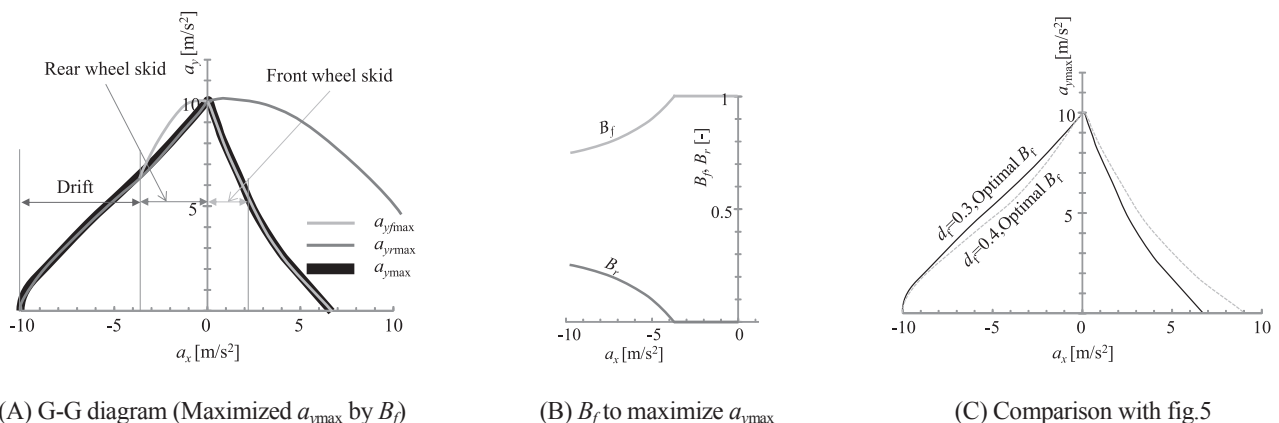 a_y [m/s²]
Rear wheel skid
Front wheel skid
10
Drift
5
a_yfmax
a_yrmax
a_ymax
-10 -5 0 5 10
a_x [m/s²]
(A) G-G diagram (Maximized a_ymax by B_f)
1
B_f
B_f, B_r [-]
0.5
B_r
-10 -5 0
a_x [m/s²]
(B) B_f to maximize a_ymax
a_ymax [m/s²]
10
d_r=0.3, Optimal B_f
5
d_r=0.4, Optimal B_f
-10 -5 0 5 10
a_x [m/s²]
(C) Comparison with fig.5